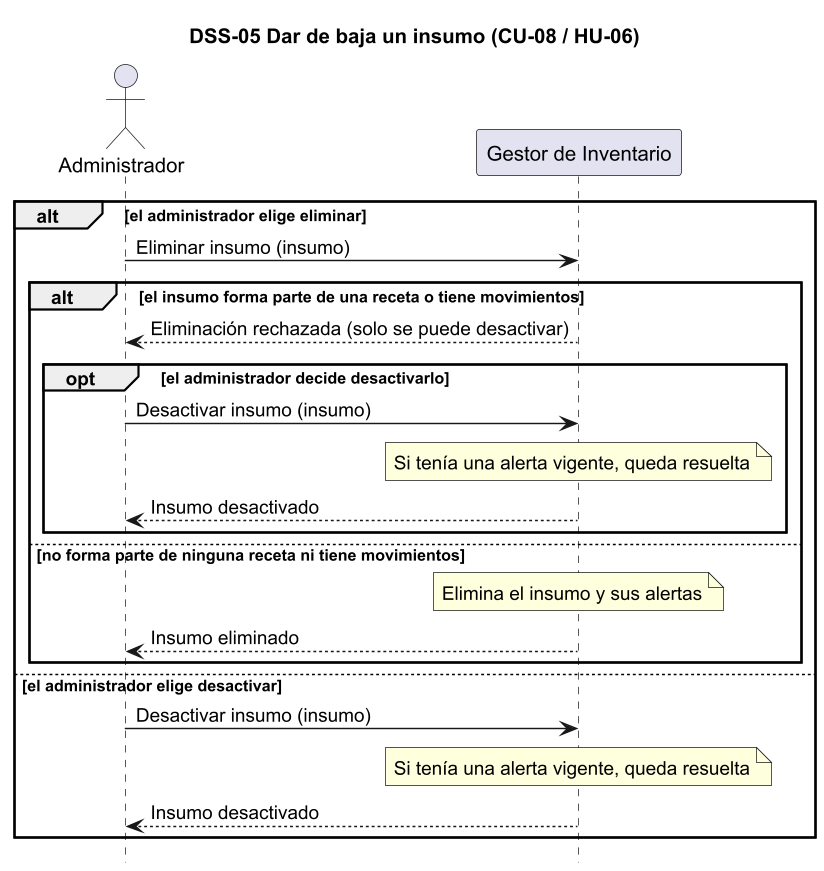 DSS-05 Dar de baja un insumo (CU-08 / HU-06)
Administrador
Gestor de Inventario
alt [el administrador elige eliminar]
Eliminar insumo (insumo)
alt [el insumo forma parte de una receta o tiene movimientos]
Eliminación rechazada (solo se puede desactivar)
opt [el administrador decide desactivarlo]
Desactivar insumo (insumo)
Si tenía una alerta vigente, queda resuelta
Insumo desactivado
[no forma parte de ninguna receta ni tiene movimientos]
Elimina el insumo y sus alertas
Insumo eliminado
[el administrador elige desactivar]
Desactivar insumo (insumo)
Si tenía una alerta vigente, queda resuelta
Insumo desactivado